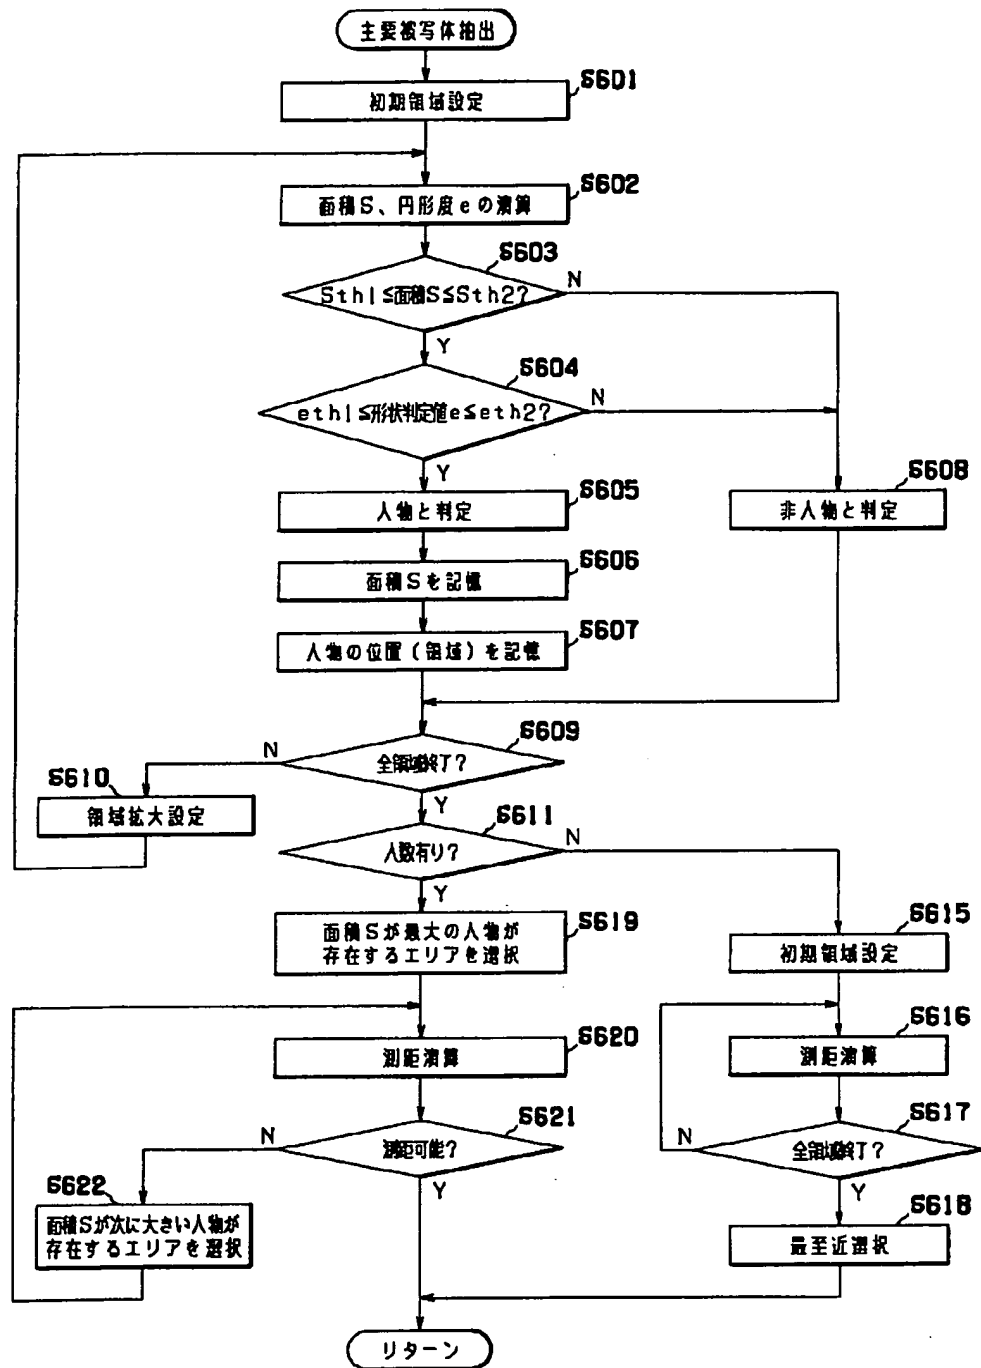 主要被写体抽出
S601
初期領域設定
S602
面積S、円形度eの演算
S603
Sth1≦面積S≦Sth2?
N
Y
S604
eth1≦形状判定値e≦eth2?
N
Y
S605
人物と判定
S608
非人物と判定
S606
面積Sを記憶
S607
人物の位置(領域)を記憶
S609
全領域終了?
N
Y
S610
領域拡大設定
S611
人数有り?
N
Y
S619
面積Sが最大の人物が
存在するエリアを選択
S615
初期領域設定
S620
測距演算
S616
測距演算
S621
測距可能?
N
Y
S617
全領域終了?
N
Y
S622
面積Sが次に大きい人物が
存在するエリアを選択
S618
最至近選択
リターン